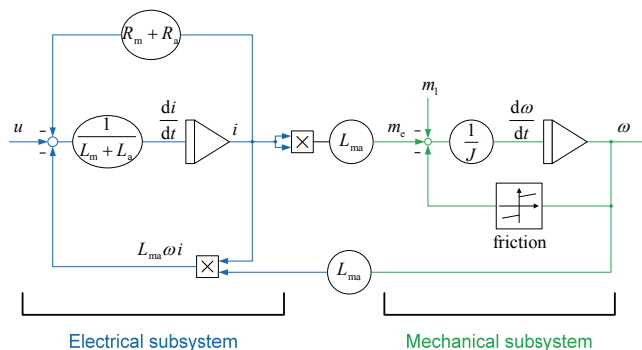 R_m + R_a
m_l
u
1/(L_m + L_a)
di/dt
i
L_ma
m_e
1/J
dω/dt
ω
friction
L_ma ω i
L_ma
Electrical subsystem
Mechanical subsystem